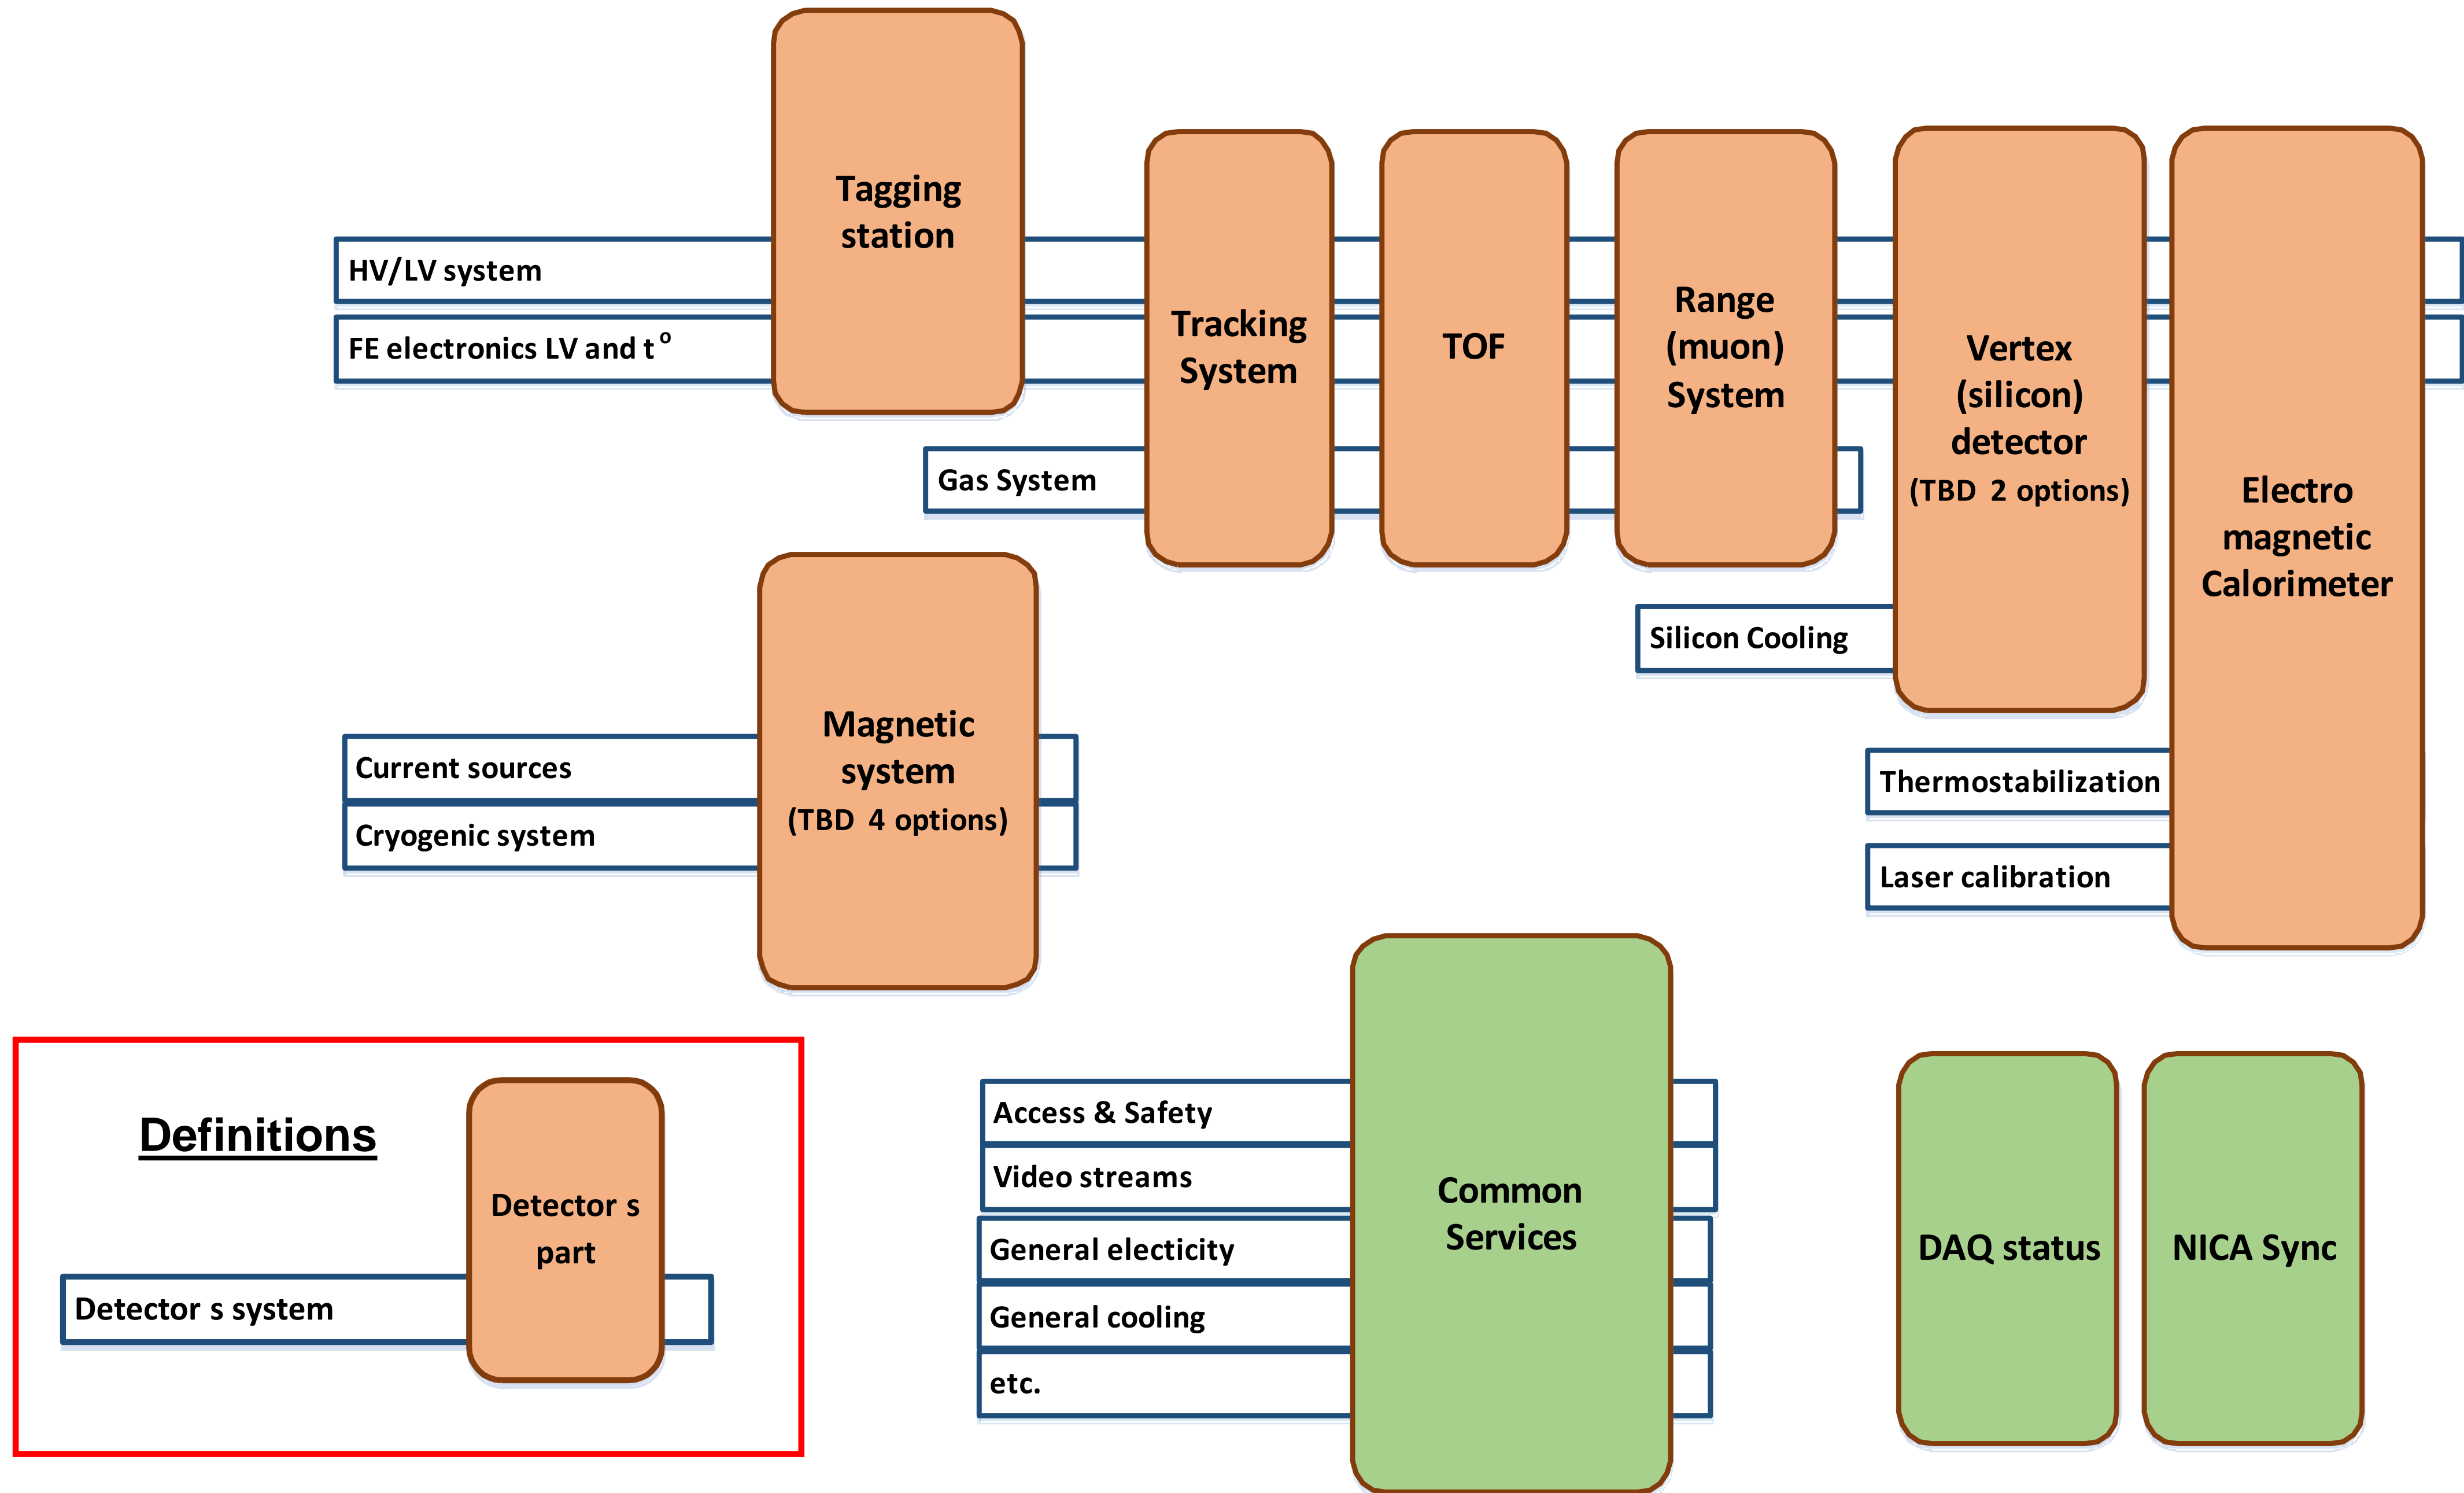 Tagging
station
HV/LV system
FE electronics LV and t°
Tracking
System
TOF
Range
(muon)
System
Vertex
(silicon)
detector
(TBD 2 options)
Electro
magnetic
Calorimeter
Gas System
Silicon Cooling
Magnetic
system
(TBD 4 options)
Current sources
Cryogenic system
Thermostabilization
Laser calibration
Definitions
Detector s
part
Detector s system
Access & Safety
Video streams
General electicity
General cooling
etc.
Common
Services
DAQ status
NICA Sync